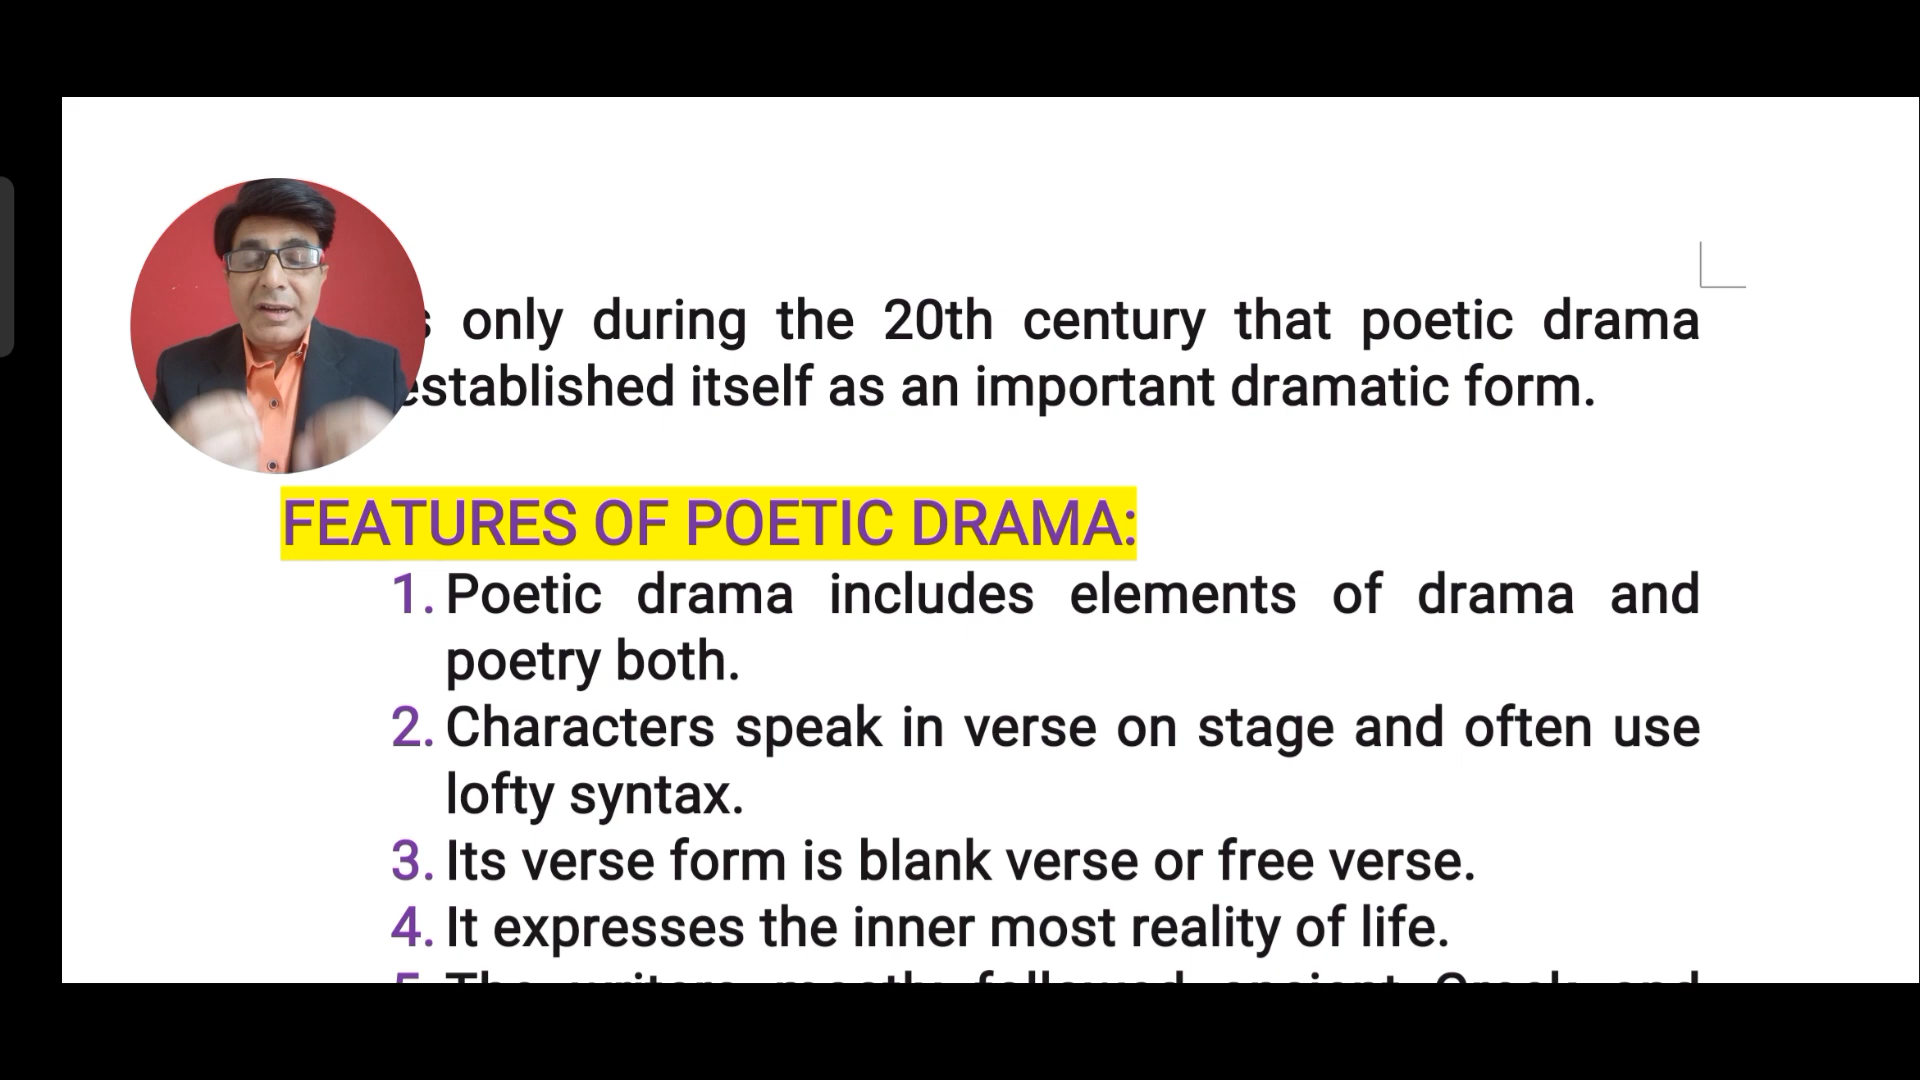 only during the 20th century that poetic drama
established itself as an important dramatic form.
FEATURES OF POETIC DRAMA:
1. Poetic drama includes elements of drama and
poetry both.
2. Characters speak in verse on stage and often use
lofty syntax.
3. Its verse form is blank verse or free verse.
4. It expresses the inner most reality of life.